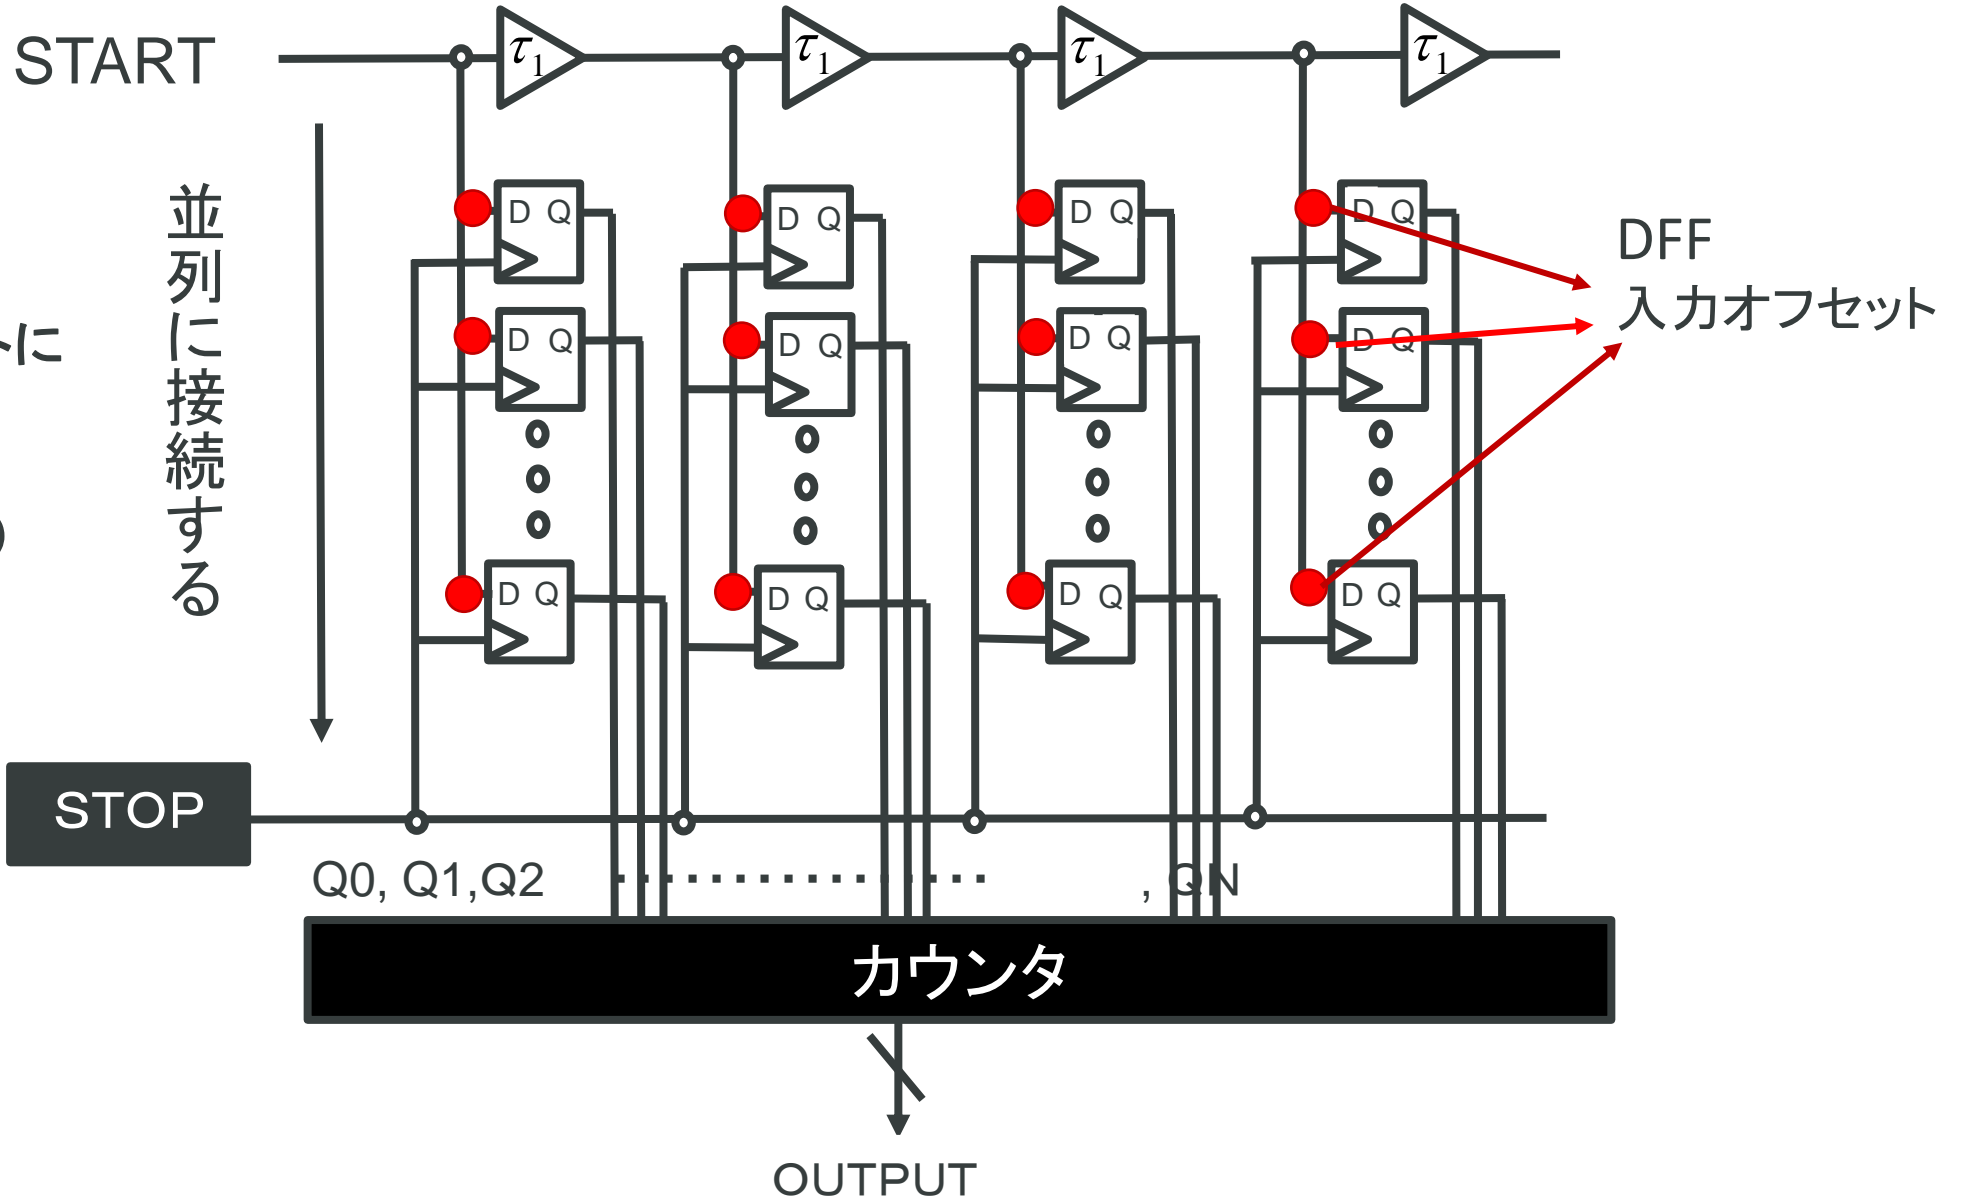 START
τ1 τ1 τ1 τ1
並列に接続する
に
D Q D Q D Q D Q
DFF
入力オフセット
D Q D Q D Q D Q
D Q D Q D Q D Q
STOP
Q0, Q1,Q2 ················ , QN
カウンタ
OUTPUT